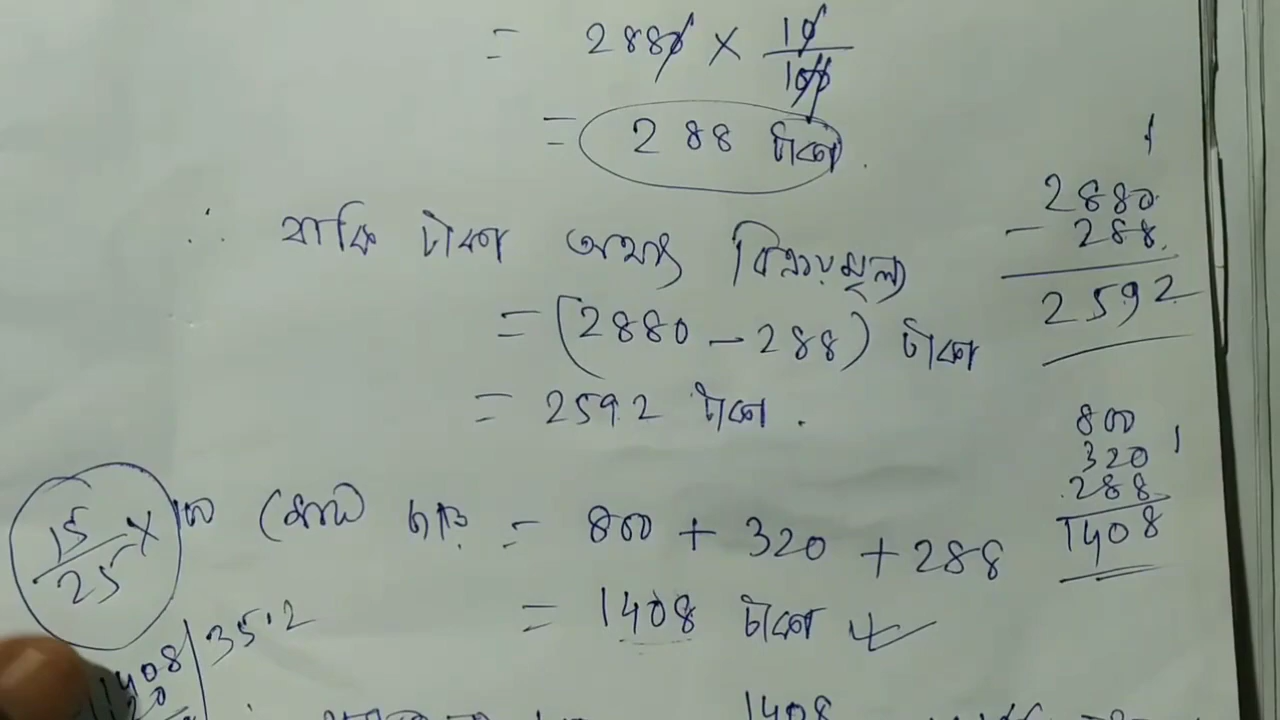 = 2880 × 10/100
= 288 টাকা.
∴ বাকি টাকা অর্থাৎ বিক্রয়মূল্য
= (2880 - 288) টাকা
= 2592 টাকা.
মোট ছাড় = 800 + 320 + 288
= 1408 টাকা
1408
2880
- 288
2592
800
320
288
1408
15/25 ×
1408 | 35.2